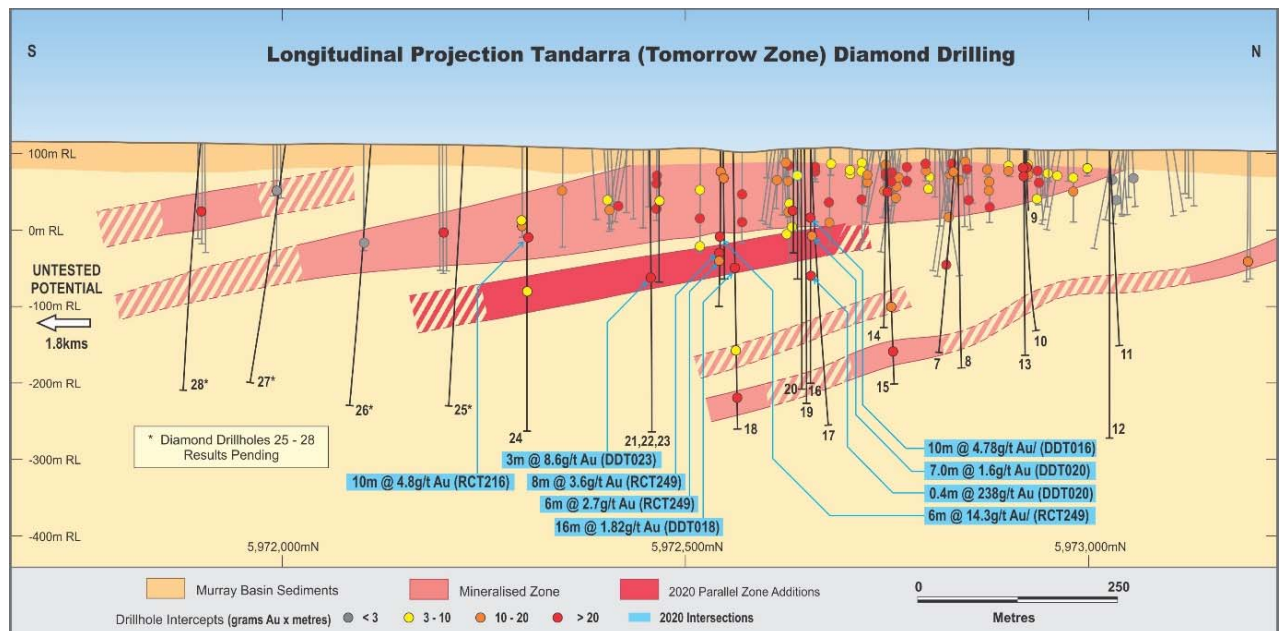 S
Longitudinal Projection Tandarra (Tomorrow Zone) Diamond Drilling
N
100m RL
0m RL
UNTESTED
POTENTIAL
1.8kms
-100m RL
-200m RL
-300m RL
-400m RL
28*
27*
26*
25*
24
21,22,23
18
20
19
16
17
14
15
7
8
9
13
10
11
12
* Diamond Drillholes 25 - 28
Results Pending
10m @ 4.8g/t Au (RCT216)
3m @ 8.6g/t Au (DDT023)
8m @ 3.6g/t Au (RCT249)
6m @ 2.7g/t Au (RCT249)
16m @ 1.82g/t Au (DDT018)
10m @ 4.78g/t Au/ (DDT016)
7.0m @ 1.6g/t Au (DDT020)
0.4m @ 238g/t Au (DDT020)
6m @ 14.3g/t Au/ (RCT249)
5,972,000mN
5,972,500mN
5,973,000mN
Murray Basin Sediments
Mineralised Zone
2020 Parallel Zone Additions
0
250
Metres
Drillhole Intercepts (grams Au x metres)
< 3
3 - 10
10 - 20
> 20
2020 Intersections